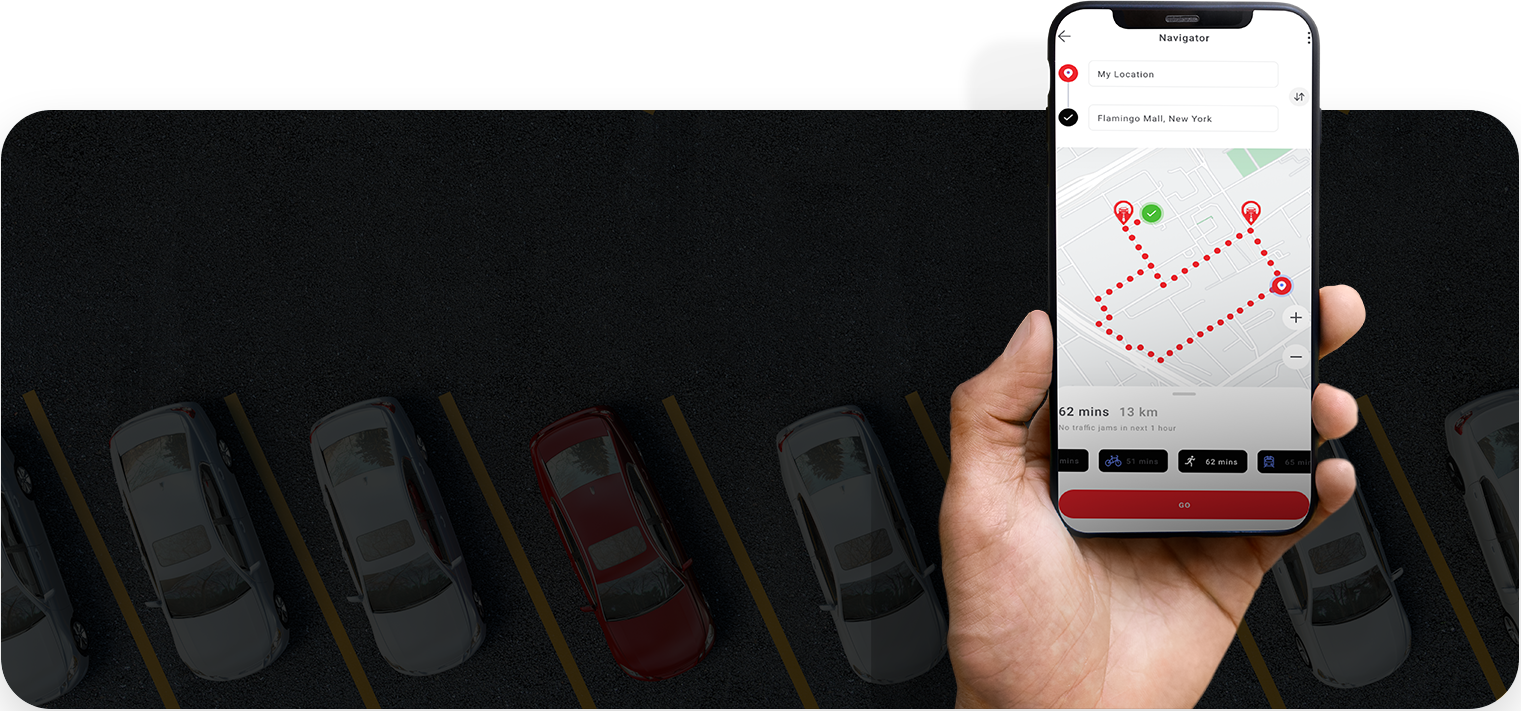 Navigator
My Location
Flamingo Mall, New York
62 mins 13 km
No traffic jams in next 1 hour
mins 51 mins 62 mins 65 min
GO